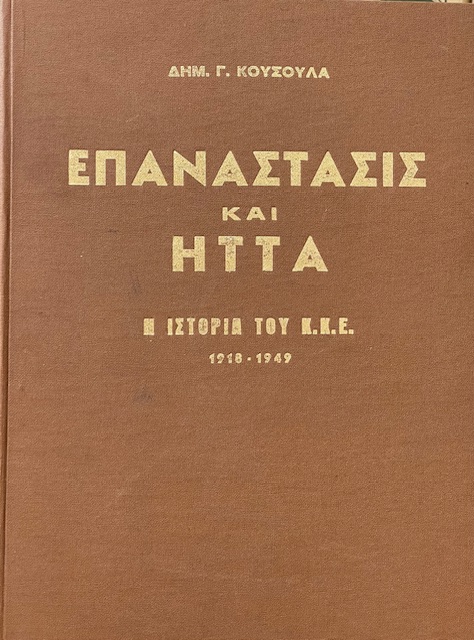 ΔΗΜ. Γ. ΚΟΥΣΟΥΛΑ
ΕΠΑΝΑΣΤΑΣΙΣ
ΚΑΙ
ΗΤΤΑ
Η ΙΣΤΟΡΙΑ ΤΟΥ Κ.Κ.Ε.
1918 - 1949